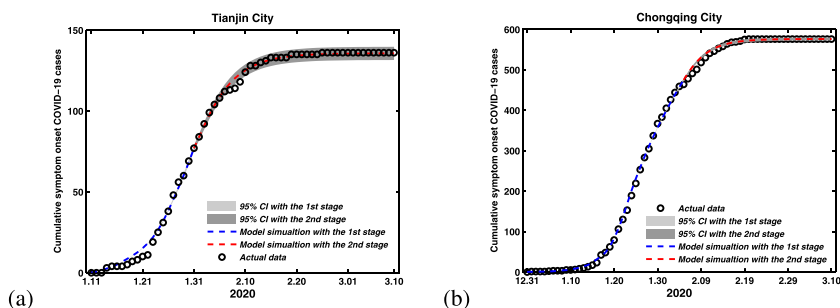 Tianjin City
Cumulative symptom onset COVID-19 cases
150
100
50
0
95% CI with the 1st stage
95% CI with the 2nd stage
Model simualtion with the 1st stage
Model simualtion with the 2nd stage
Actual data
1.11 1.21 1.31 2.10 2.20 3.01 3.10
2020
(a)
Chongqing City
Cumulative symptom onset COVID-19 cases
600
500
400
300
200
100
0
Actual data
95% CI with the 1st stage
95% CI with the 2nd stage
Model simualtion with the 1st stage
Model simualtion with the 2nd stage
12.31 1.10 1.20 1.30 2.09 2.19 2.29 3.10
2020
(b)